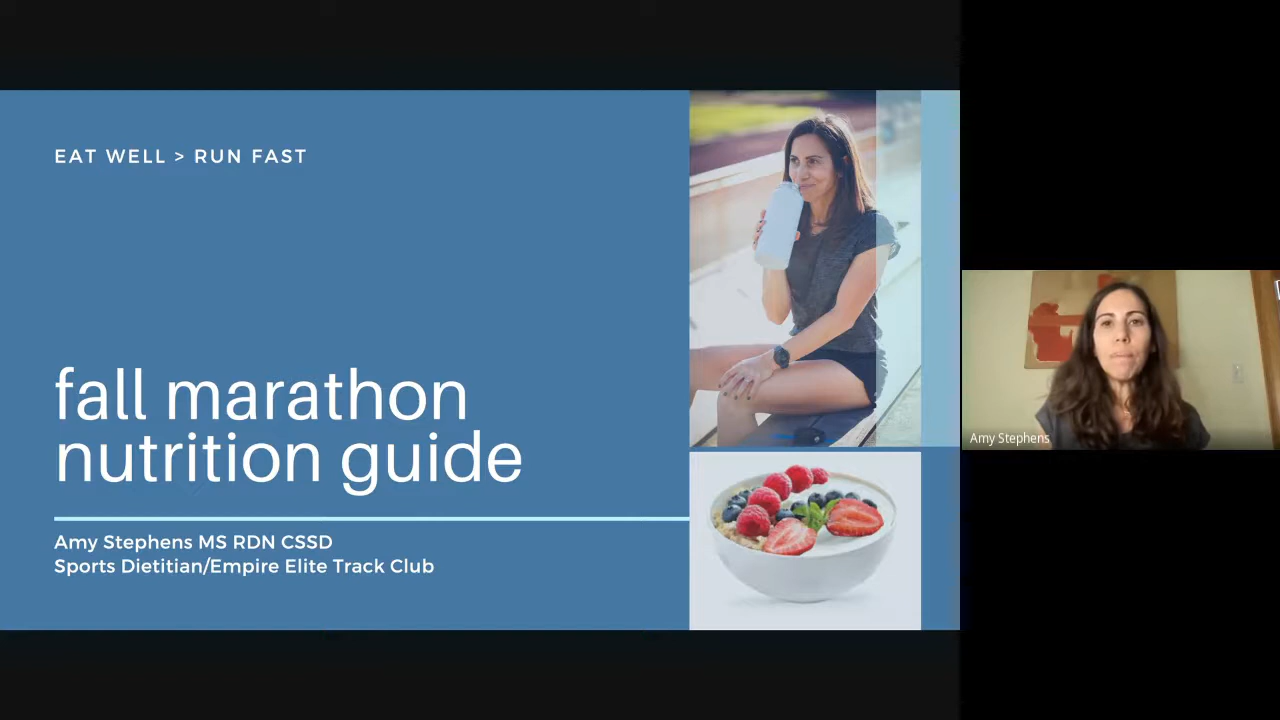 EAT WELL > RUN FAST
fall marathon
nutrition guide
Amy Stephens MS RDN CSSD
Sports Dietitian/Empire Elite Track Club
Amy Stephens